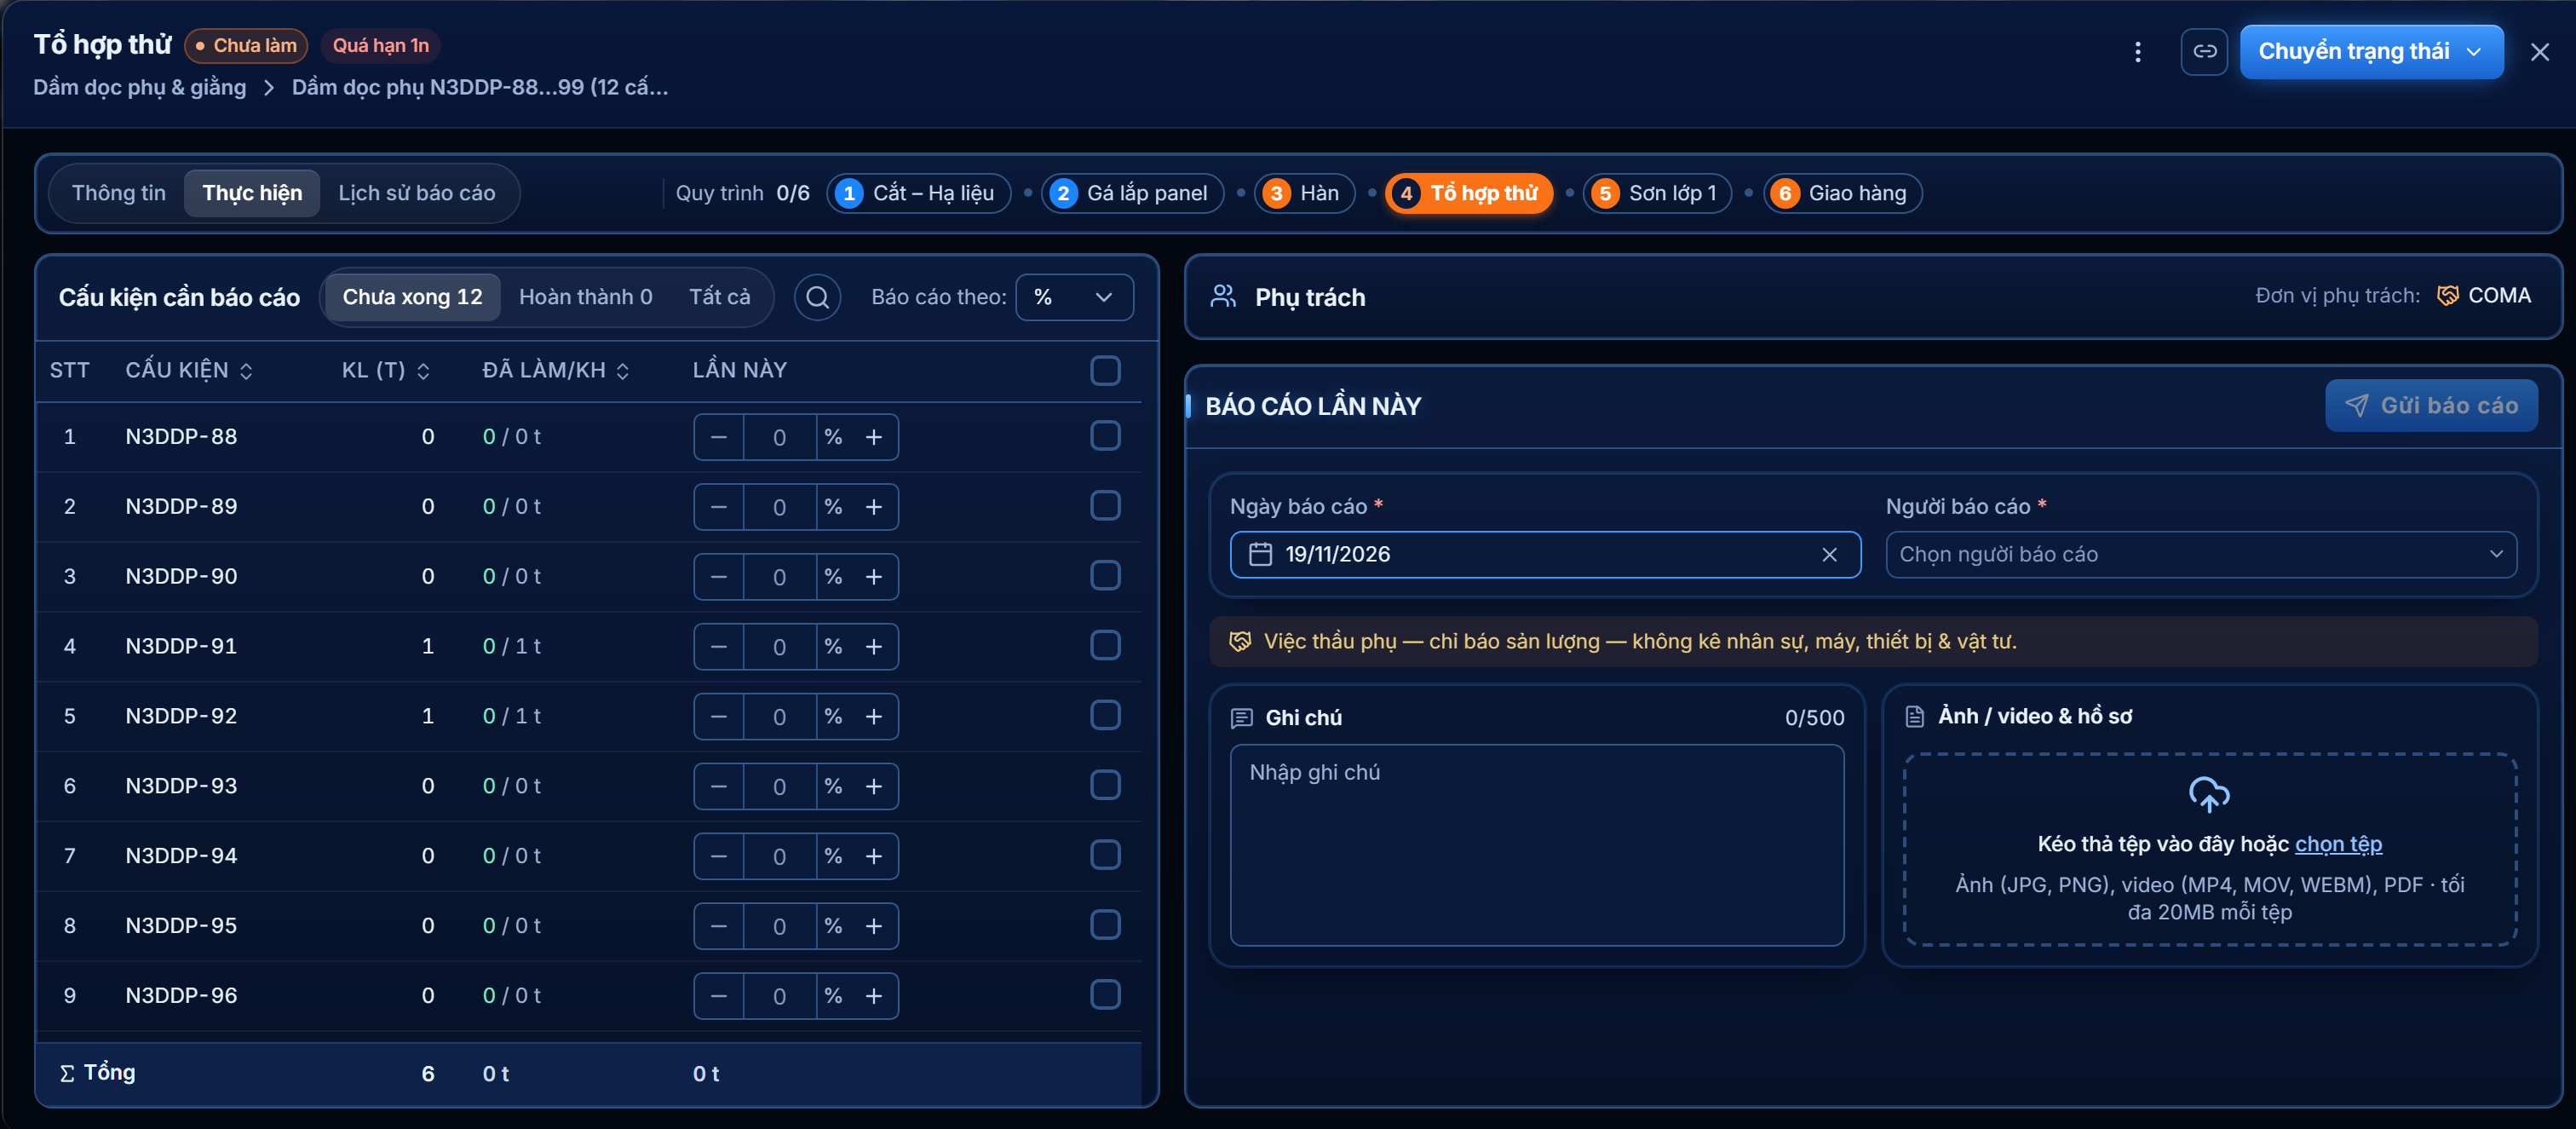 Tổ hợp thử
Chưa làm
Quá hạn 1n
Chuyển trạng thái
Dầm dọc phụ & giằng > Dầm dọc phụ N3DDP-88...99 (12 cấ...
Thông tin
Thực hiện
Lịch sử báo cáo
Quy trình 0/6
1 Cắt – Hạ liệu
2 Gá lắp panel
3 Hàn
4 Tổ hợp thử
5 Sơn lớp 1
6 Giao hàng
Cấu kiện cần báo cáo
Chưa xong 12
Hoàn thành 0
Tất cả
Báo cáo theo: %
STT CẤU KIỆN KL (T) ĐÃ LÀM/KH LẦN NÀY
1 N3DDP-88 0 0 / 0 t − 0 % +
2 N3DDP-89 0 0 / 0 t − 0 % +
3 N3DDP-90 0 0 / 0 t − 0 % +
4 N3DDP-91 1 0 / 1 t − 0 % +
5 N3DDP-92 1 0 / 1 t − 0 % +
6 N3DDP-93 0 0 / 0 t − 0 % +
7 N3DDP-94 0 0 / 0 t − 0 % +
8 N3DDP-95 0 0 / 0 t − 0 % +
9 N3DDP-96 0 0 / 0 t − 0 % +
Σ Tổng 6 0 t 0 t
Phụ trách
Đơn vị phụ trách: COMA
BÁO CÁO LẦN NÀY
Gửi báo cáo
Ngày báo cáo *
19/11/2026
Người báo cáo *
Chọn người báo cáo
Việc thầu phụ — chỉ báo sản lượng — không kê nhân sự, máy, thiết bị & vật tư.
Ghi chú 0/500
Nhập ghi chú
Ảnh / video & hồ sơ
Kéo thả tệp vào đây hoặc chọn tệp
Ảnh (JPG, PNG), video (MP4, MOV, WEBM), PDF · tối
đa 20MB mỗi tệp